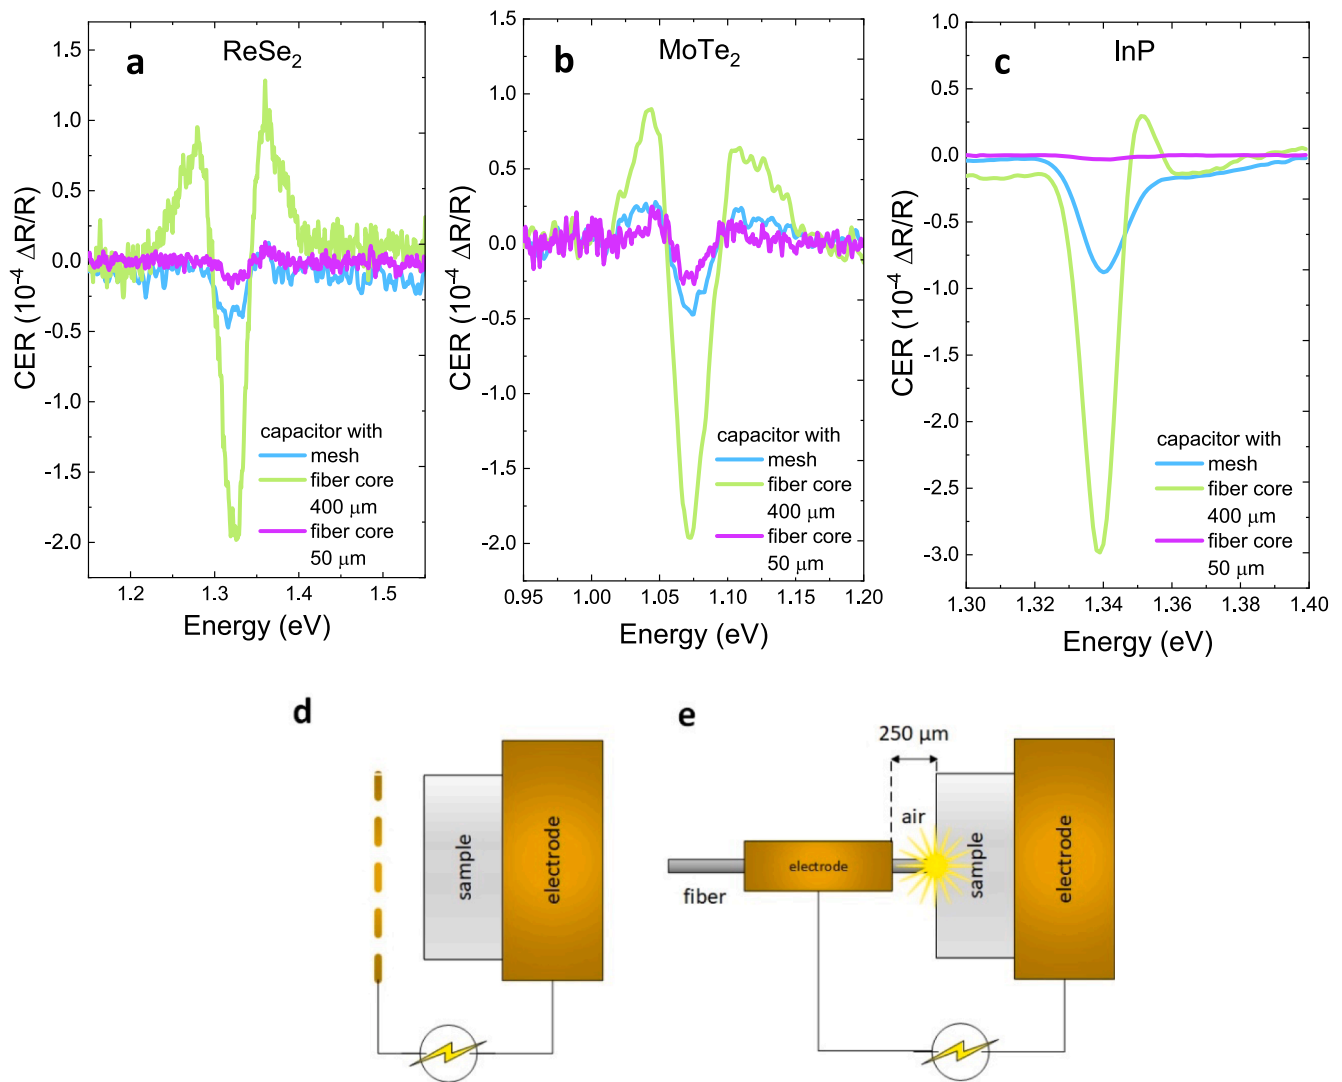 a
ReSe₂
1.5
1.0
0.5
0.0
-0.5
-1.0
-1.5
-2.0
CER (10⁻⁴ ΔR/R)
capacitor with
mesh
fiber core
400 μm
fiber core
50 μm
1.2
1.3
1.4
1.5
Energy (eV)
b
MoTe₂
1.5
1.0
0.5
0.0
-0.5
-1.0
-1.5
-2.0
CER (10⁻⁴ ΔR/R)
capacitor with
mesh
fiber core
400 μm
fiber core
50 μm
0.95
1.00
1.05
1.10
1.15
1.20
Energy (eV)
c
InP
1.0
0.5
0.0
-0.5
-1.0
-1.5
-2.0
-2.5
-3.0
CER (10⁻⁴ ΔR/R)
capacitor with
mesh
fiber core
400 μm
fiber core
50 μm
1.30
1.32
1.34
1.36
1.38
1.40
Energy (eV)
d
sample
electrode
e
250 μm
air
electrode
fiber
sample
electrode